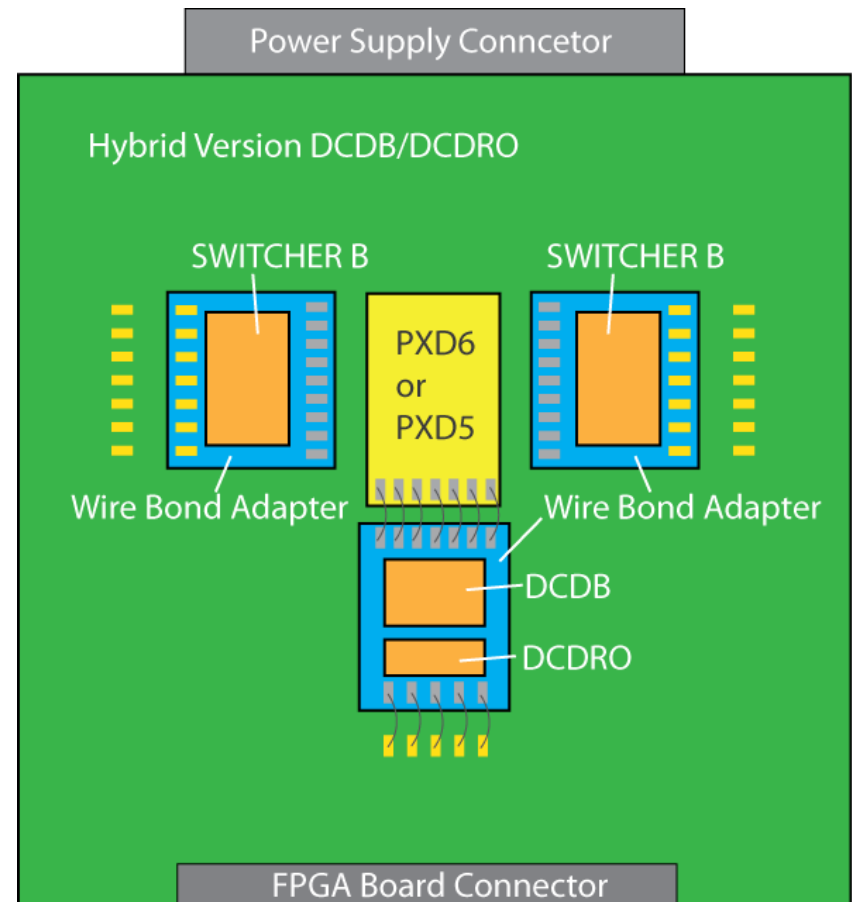 Power Supply Conncetor
Hybrid Version DCDB/DCDRO
SWITCHER B
SWITCHER B
PXD6
or
PXD5
Wire Bond Adapter
Wire Bond Adapter
DCDB
DCDRO
FPGA Board Connector